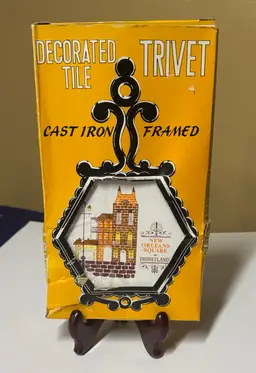 DECORATED
TILE
TRIVET
CAST IRON FRAMED
NEW
ORLEANS
SQUARE
DISNEYLAND